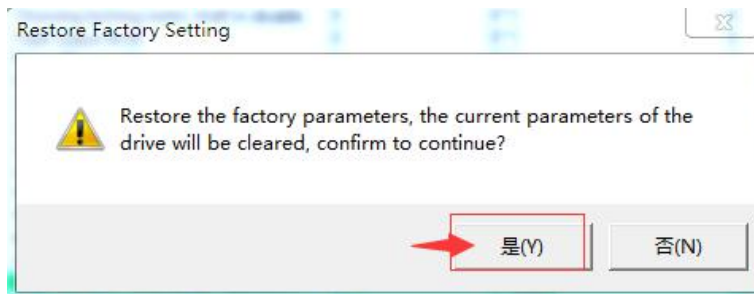 Restore Factory Setting
Restore the factory parameters, the current parameters of the
drive will be cleared, confirm to continue?
是(Y)
否(N)